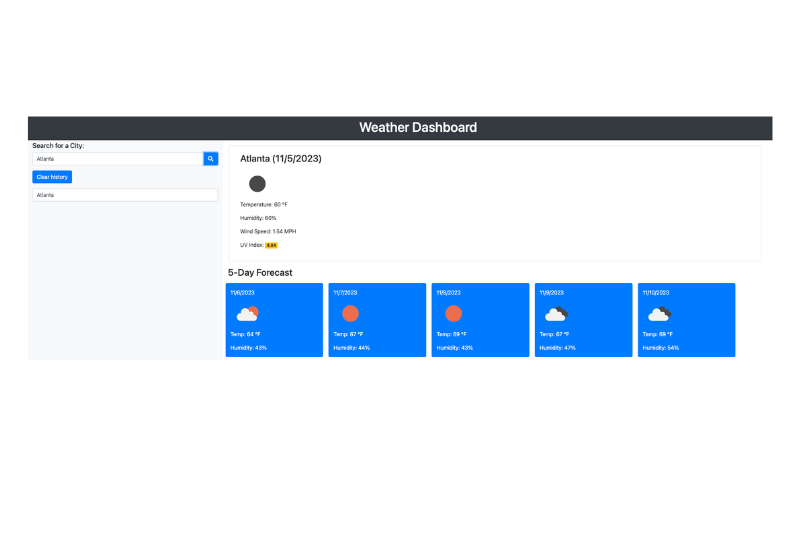 Weather Dashboard
Search for a City:
Atlanta
Clear history
Atlanta
Atlanta (11/5/2023)
Temperature: 60 °F
Humidity: 69%
Wind Speed: 1.54 MPH
UV Index:
5-Day Forecast
11/6/2023
Temp: 64 °F
Humidity: 43%
11/7/2023
Temp: 67 °F
Humidity: 44%
11/8/2023
Temp: 69 °F
Humidity: 43%
11/9/2023
Temp: 67 °F
Humidity: 47%
11/10/2023
Temp: 69 °F
Humidity: 54%